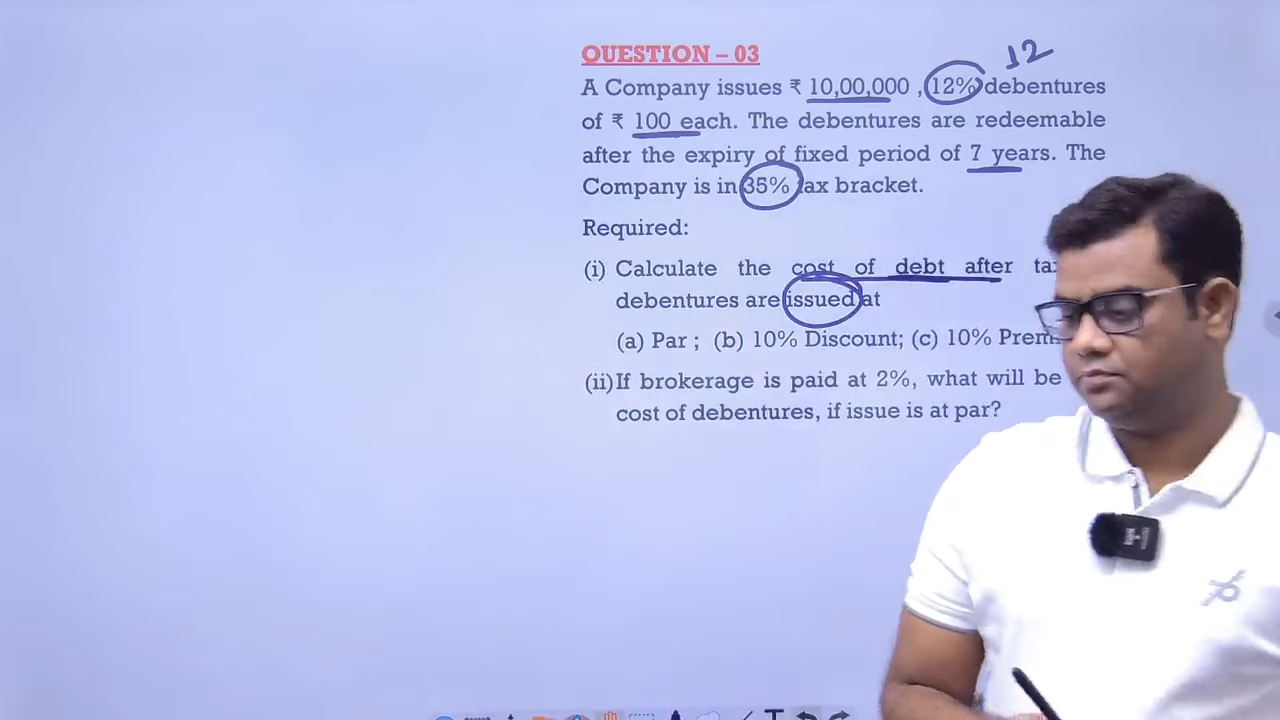 QUESTION – 03
12
A Company issues ₹ 10,00,000 , 12% debentures
of ₹ 100 each. The debentures are redeemable
after the expiry of fixed period of 7 years. The
Company is in 35% tax bracket.
Required:
(i) Calculate the cost of debt after
debentures are issued at
(a) Par ; (b) 10% Discount; (c) 10%
(ii) If brokerage is paid at 2%, what will be
cost of debentures, if issue is at par?